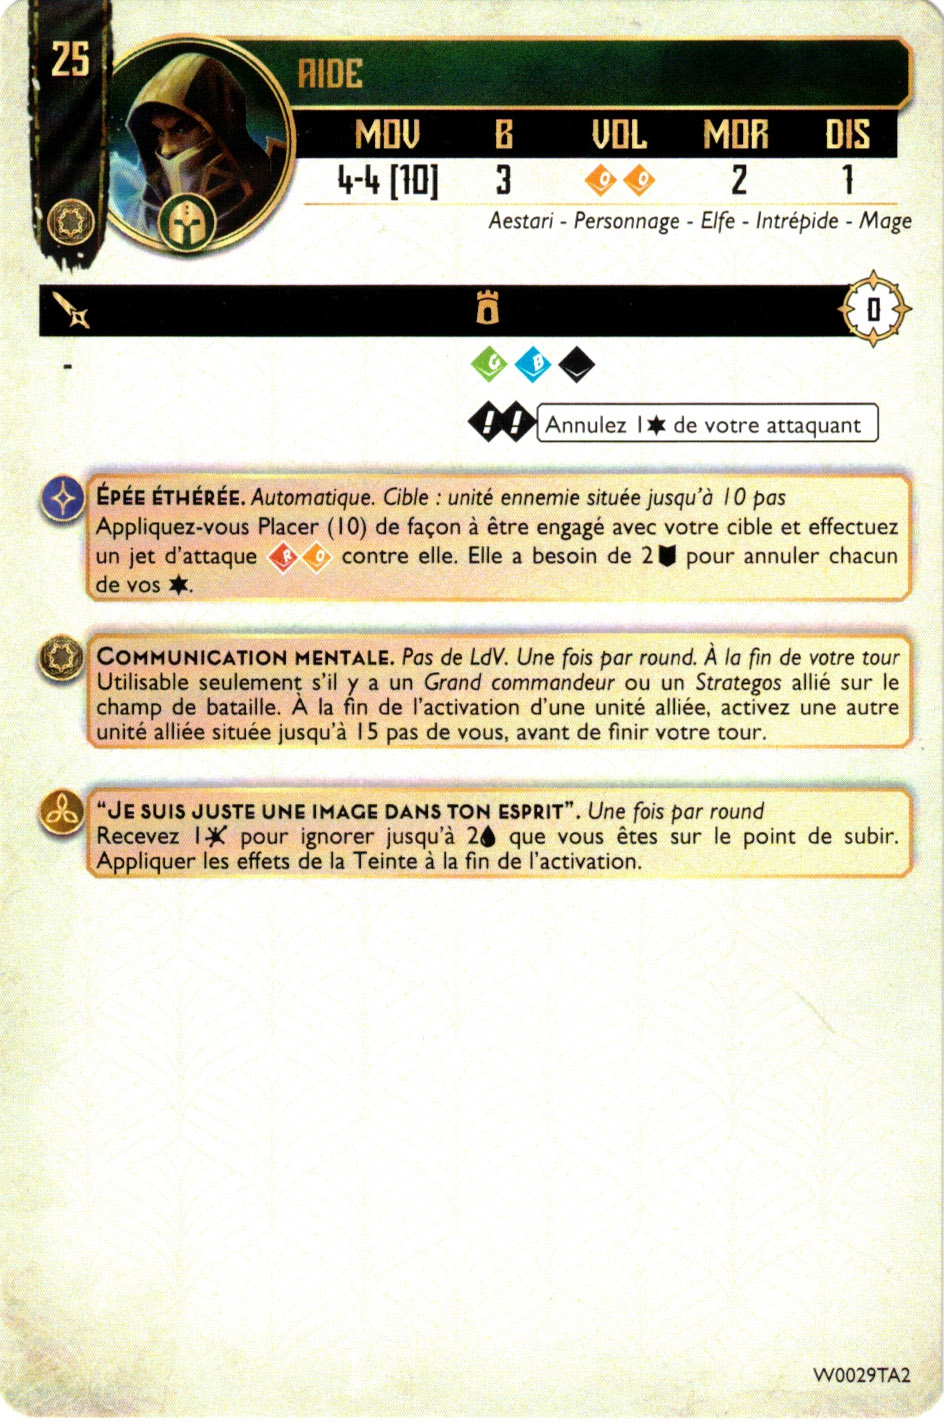 25
AIDE
MOV B VOL MOR DIS
4-4 [10] 3 O O 2 1
Aestari - Personnage - Elfe - Intrépide - Mage
0
-
G B
!! Annulez 1✶ de votre attaquant
ÉPÉE ÉTHÉRÉE. Automatique. Cible : unité ennemie située jusqu'à 10 pas
Appliquez-vous Placer (10) de façon à être engagé avec votre cible et effectuez
un jet d'attaque R O contre elle. Elle a besoin de 2 pour annuler chacun
de vos ✶.
COMMUNICATION MENTALE. Pas de LdV. Une fois par round. À la fin de votre tour
Utilisable seulement s'il y a un Grand commandeur ou un Strategos allié sur le
champ de bataille. À la fin de l'activation d'une unité alliée, activez une autre
unité alliée située jusqu'à 15 pas de vous, avant de finir votre tour.
"JE SUIS JUSTE UNE IMAGE DANS TON ESPRIT". Une fois par round
Recevez 1 pour ignorer jusqu'à 2 que vous êtes sur le point de subir.
Appliquer les effets de la Teinte à la fin de l'activation.
W0029TA2